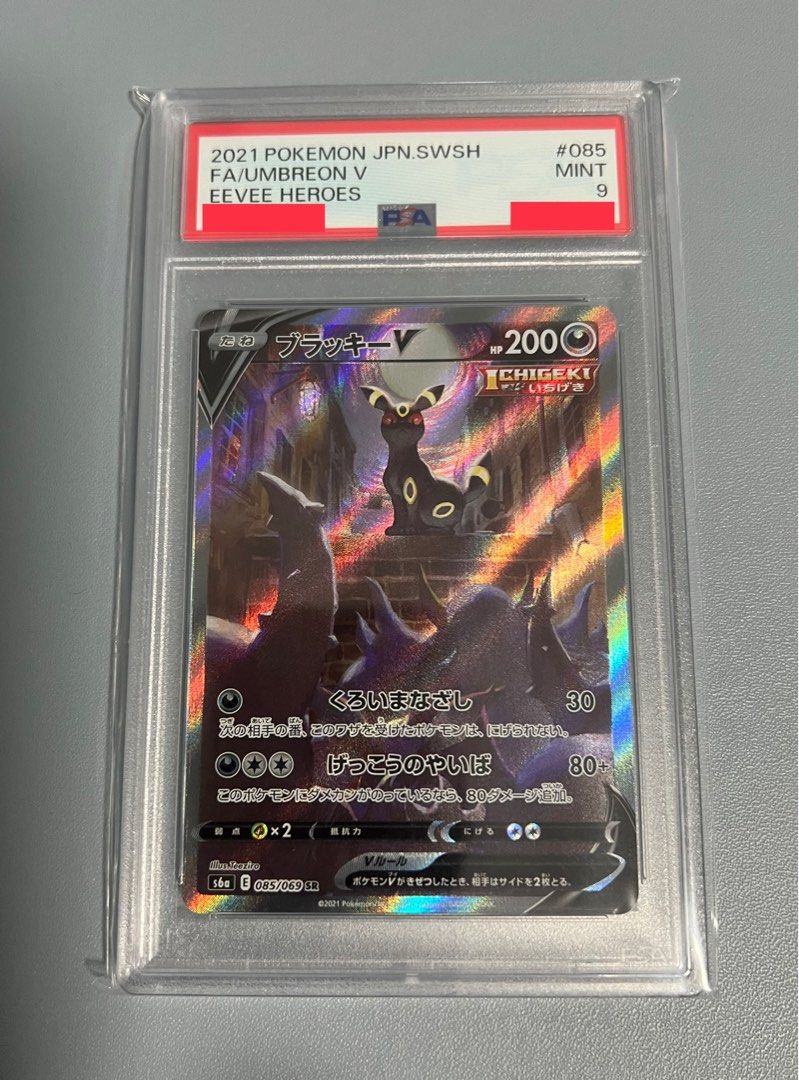 2021 POKEMON JPN.SWSH #085
FA/UMBREON V MINT
EEVEE HEROES 9
PSA
たね ブラッキーV HP 200
ICHIGEKI
いちげき
くろいまなざし 30
次の相手の番、このワザを受けたポケモンは、にげられない。
げっこうのやいば 80+
このポケモンにダメカンがのっているなら、80ダメージ追加。
弱点 ×2 抵抗力 にげる
Illus. Teeziro
Vルール
ポケモンVがきぜつしたとき、相手はサイドを2枚とる。
s6a E 085/069 SR
©2021 Pokémon